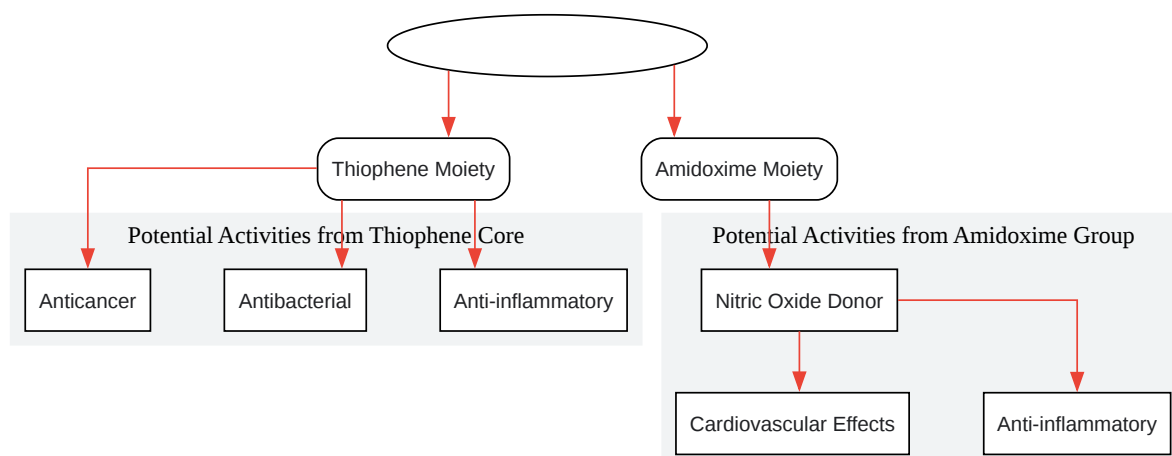 Thiophene Moiety
Amidoxime Moiety
Potential Activities from Thiophene Core
Potential Activities from Amidoxime Group
Anticancer
Antibacterial
Anti-inflammatory
Nitric Oxide Donor
Cardiovascular Effects
Anti-inflammatory